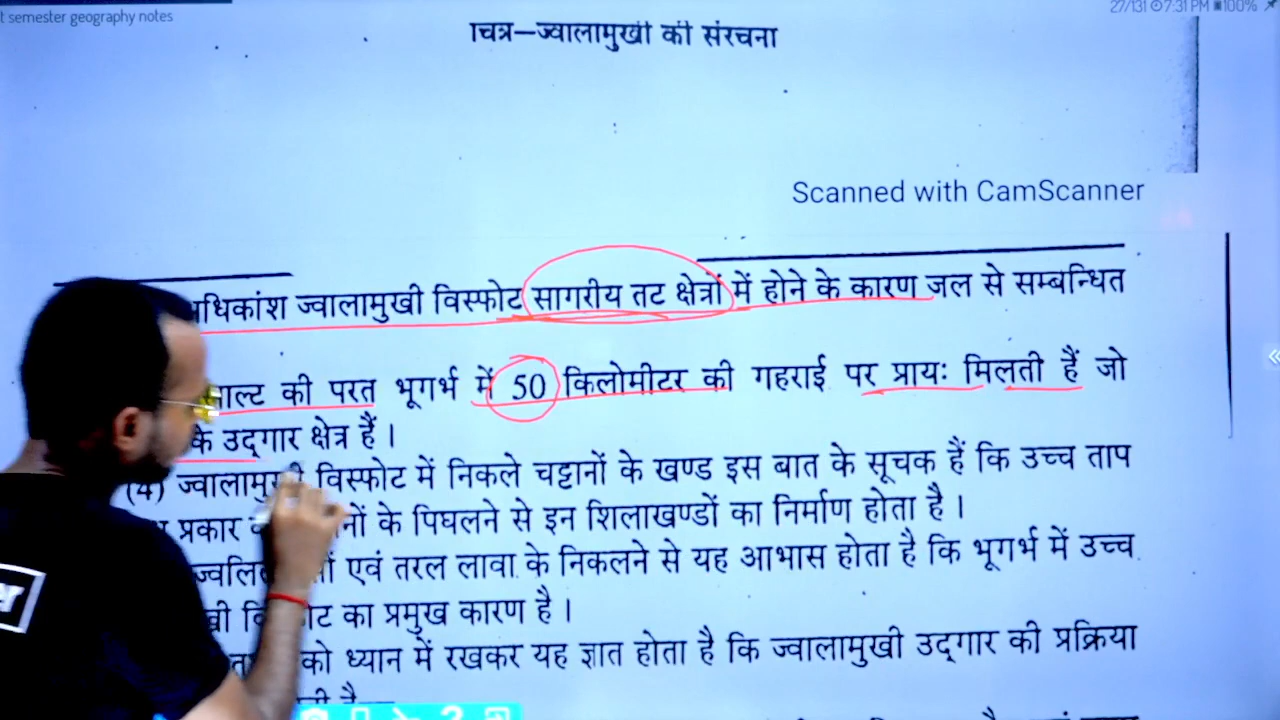 t semester geography notes
27/131 7:31 PM 100%
चित्र–ज्वालामुखी की संरचना
Scanned with CamScanner
धिकांश ज्वालामुखी विस्फोट सागरीय तट क्षेत्रों में होने के कारण जल से सम्बन्धित
ाल्ट की परत भूगर्भ में 50 किलोमीटर की गहराई पर प्रायः मिलती हैं जो
के उद्गार क्षेत्र हैं।
(4) ज्वालामुखी विस्फोट में निकले चट्टानों के खण्ड इस बात के सूचक हैं कि उच्च ताप
प्रकार नों के पिघलने से इन शिलाखण्डों का निर्माण होता है।
ज्वलि एवं तरल लावा के निकलने से यह आभास होता है कि भूगर्भ में उच्च
का प्रमुख कारण है।
को ध्यान में रखकर यह ज्ञात होता है कि ज्वालामुखी उद्गार की प्रक्रिया